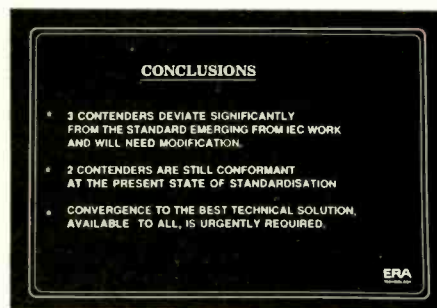 CONCLUSIONS
* 3 CONTENDERS DEVIATE SIGNIFICANTLY
FROM THE STANDARD EMERGING FROM IEC WORK
AND WILL NEED MODIFICATION.
* 2 CONTENDERS ARE STILL CONFORMANT
AT THE PRESENT STATE OF STANDARDISATION
* CONVERGENCE TO THE BEST TECHNICAL SOLUTION,
AVAILABLE TO ALL, IS URGENTLY REQUIRED.
ERA